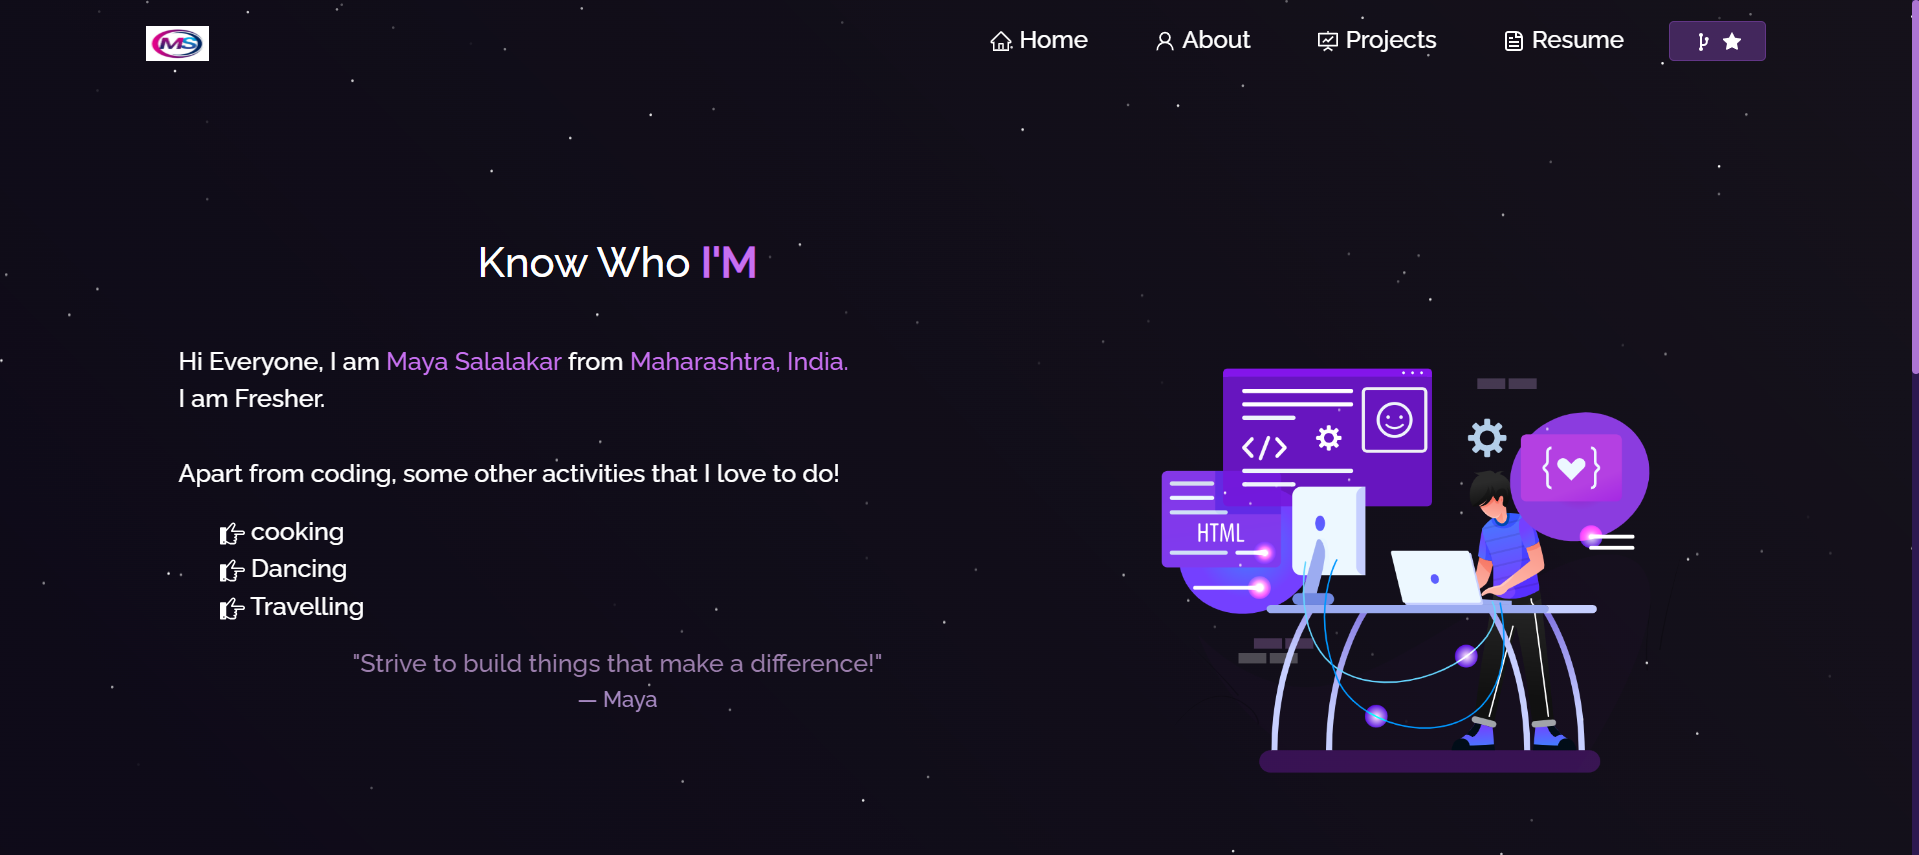 MS
Home
About
Projects
Resume
Know Who I'M
Hi Everyone, I am Maya Salalakar from Maharashtra, India.
I am Fresher.
Apart from coding, some other activities that I love to do!
cooking
Dancing
Travelling
"Strive to build things that make a difference!"
— Maya
</>
HTML
{ }